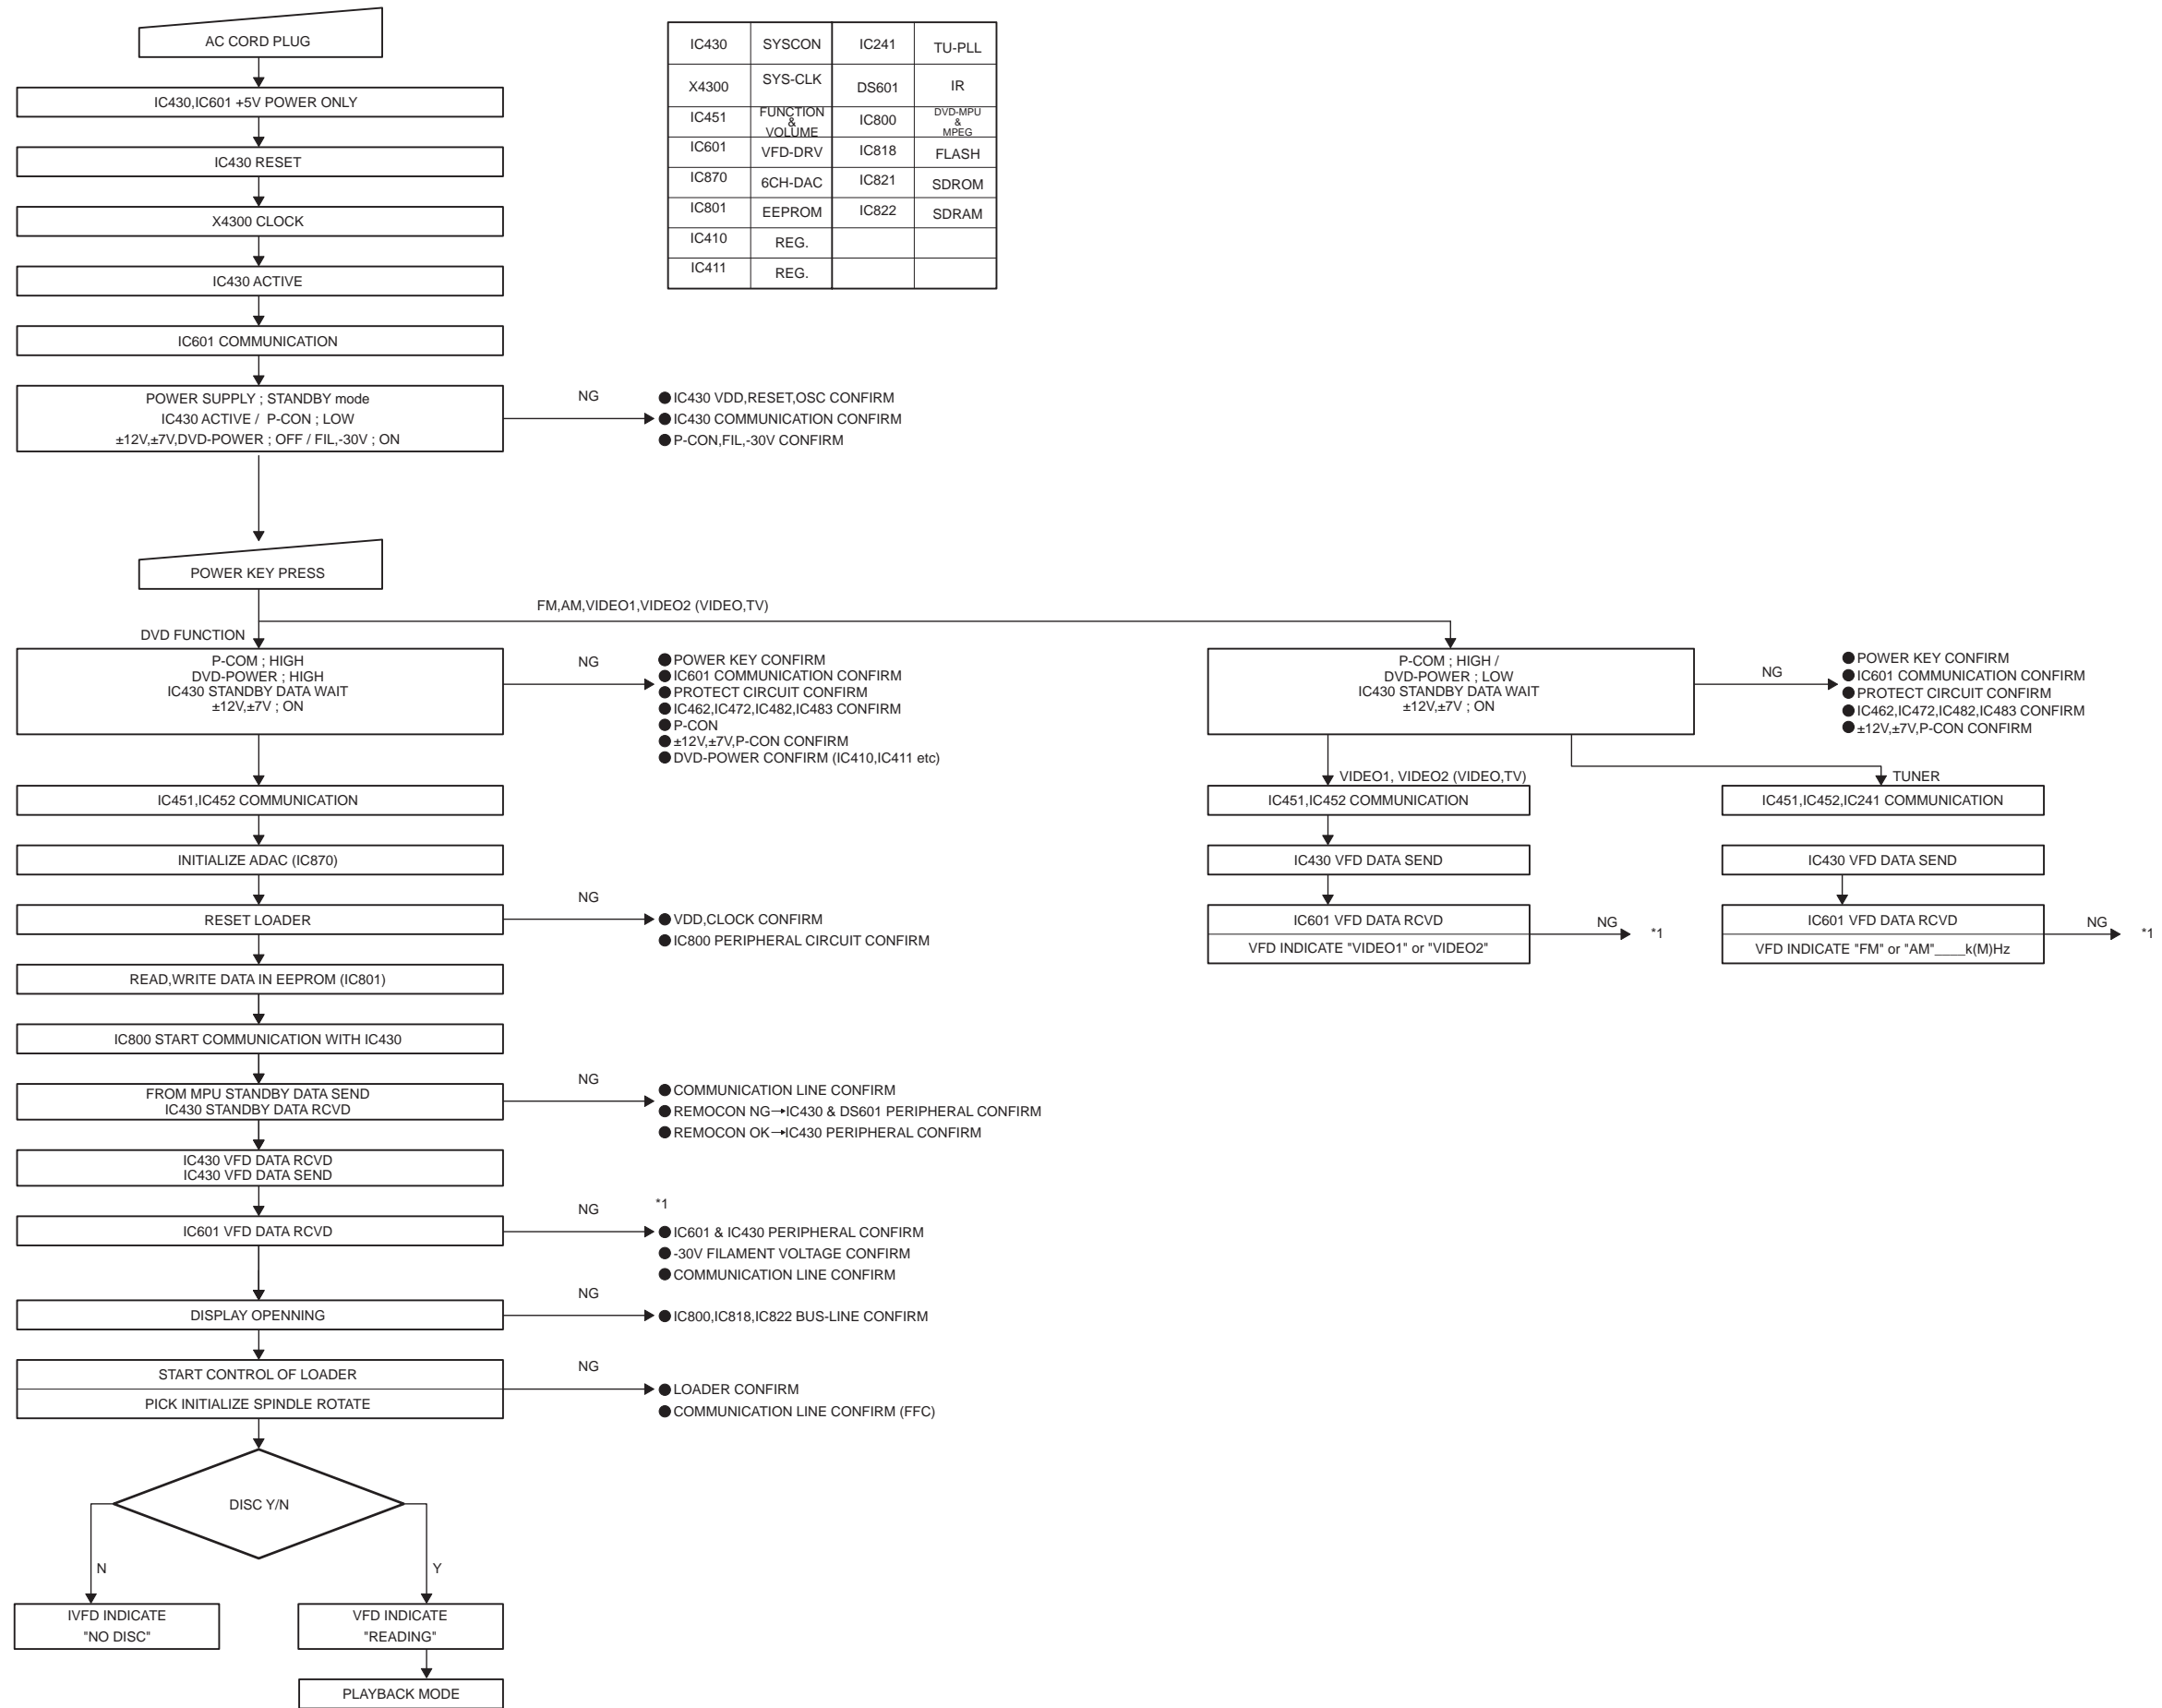 AC CORD PLUG
IC430,IC601 +5V POWER ONLY
IC430 RESET
X4300 CLOCK
IC430 ACTIVE
IC601 COMMUNICATION
POWER SUPPLY ; STANDBY mode
IC430 ACTIVE / P-CON ; LOW
±12V,±7V,DVD-POWER ; OFF / FIL,-30V ; ON
NG
●IC430 VDD,RESET,OSC CONFIRM
●IC430 COMMUNICATION CONFIRM
●P-CON,FIL,-30V CONFIRM
IC430 SYSCON IC241 TU-PLL
X4300 SYS-CLK DS601 IR
IC451 FUNCTION & VOLUME IC800 DVD-MPU & MPEG
IC601 VFD-DRV IC818 FLASH
IC870 6CH-DAC IC821 SDROM
IC801 EEPROM IC822 SDRAM
IC410 REG.
IC411 REG.
POWER KEY PRESS
FM,AM,VIDEO1,VIDEO2 (VIDEO,TV)
DVD FUNCTION
P-COM ; HIGH
DVD-POWER ; HIGH
IC430 STANDBY DATA WAIT
±12V,±7V ; ON
NG
●POWER KEY CONFIRM
●IC601 COMMUNICATION CONFIRM
●PROTECT CIRCUIT CONFIRM
●IC462,IC472,IC482,IC483 CONFIRM
●P-CON
●±12V,±7V,P-CON CONFIRM
●DVD-POWER CONFIRM (IC410,IC411 etc)
P-COM ; HIGH /
DVD-POWER ; LOW
IC430 STANDBY DATA WAIT
±12V,±7V ; ON
NG
●POWER KEY CONFIRM
●IC601 COMMUNICATION CONFIRM
●PROTECT CIRCUIT CONFIRM
●IC462,IC472,IC482,IC483 CONFIRM
●±12V,±7V,P-CON CONFIRM
VIDEO1, VIDEO2 (VIDEO,TV)
IC451,IC452 COMMUNICATION
IC430 VFD DATA SEND
IC601 VFD DATA RCVD
VFD INDICATE "VIDEO1" or "VIDEO2"
NG
*1
TUNER
IC451,IC452,IC241 COMMUNICATION
IC430 VFD DATA SEND
IC601 VFD DATA RCVD
VFD INDICATE "FM" or "AM"____k(M)Hz
NG
*1
IC451,IC452 COMMUNICATION
INITIALIZE ADAC (IC870)
RESET LOADER
NG
●VDD,CLOCK CONFIRM
●IC800 PERIPHERAL CIRCUIT CONFIRM
READ,WRITE DATA IN EEPROM (IC801)
IC800 START COMMUNICATION WITH IC430
FROM MPU STANDBY DATA SEND
IC430 STANDBY DATA RCVD
NG
●COMMUNICATION LINE CONFIRM
●REMOCON NG→IC430 & DS601 PERIPHERAL CONFIRM
●REMOCON OK→IC430 PERIPHERAL CONFIRM
IC430 VFD DATA RCVD
IC430 VFD DATA SEND
IC601 VFD DATA RCVD
NG
*1
●IC601 & IC430 PERIPHERAL CONFIRM
●-30V FILAMENT VOLTAGE CONFIRM
●COMMUNICATION LINE CONFIRM
DISPLAY OPENNING
NG
●IC800,IC818,IC822 BUS-LINE CONFIRM
START CONTROL OF LOADER
PICK INITIALIZE SPINDLE ROTATE
NG
●LOADER CONFIRM
●COMMUNICATION LINE CONFIRM (FFC)
DISC Y/N
N
Y
IVFD INDICATE
"NO DISC"
VFD INDICATE
"READING"
PLAYBACK MODE